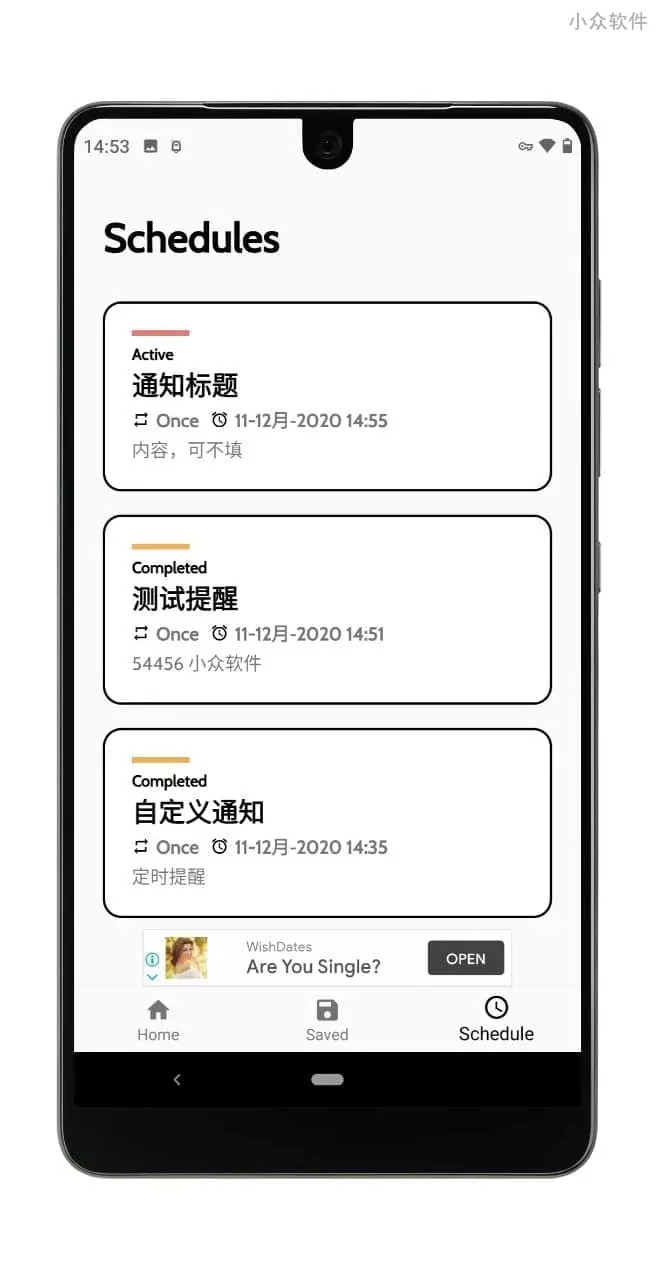 小众软件
14:53
Schedules
Active
通知标题
Once 11-12月-2020 14:55
内容，可不填
Completed
测试提醒
Once 11-12月-2020 14:51
54456 小众软件
Completed
自定义通知
Once 11-12月-2020 14:35
定时提醒
WishDates
Are You Single?
OPEN
Home
Saved
Schedule